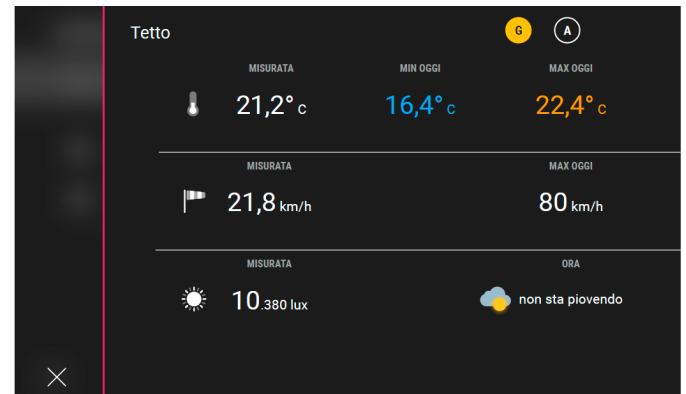 Tetto G A
MISURATA MIN OGGI MAX OGGI
21,2° c 16,4° c 22,4° c
MISURATA MAX OGGI
21,8 km/h 80 km/h
MISURATA ORA
10.380 lux non sta piovendo